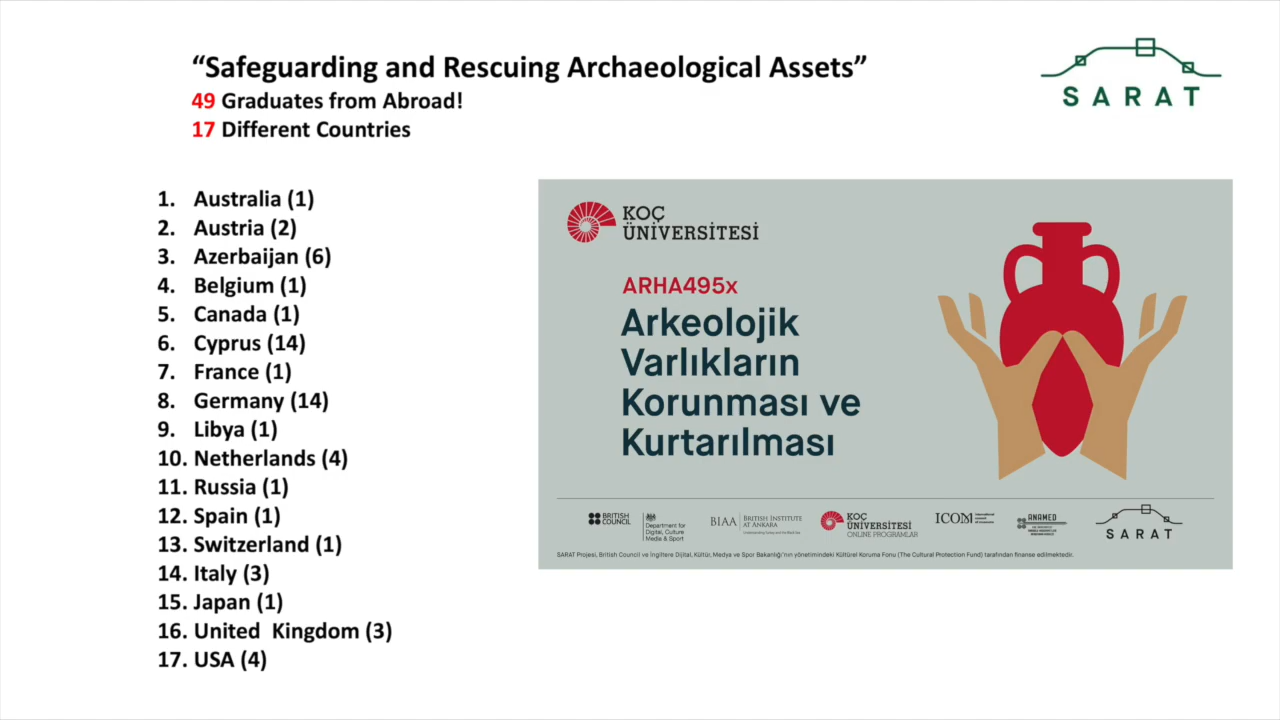 “Safeguarding and Rescuing Archaeological Assets”
49 Graduates from Abroad!
17 Different Countries
SARAT
1. Australia (1)
2. Austria (2)
3. Azerbaijan (6)
4. Belgium (1)
5. Canada (1)
6. Cyprus (14)
7. France (1)
8. Germany (14)
9. Libya (1)
10. Netherlands (4)
11. Russia (1)
12. Spain (1)
13. Switzerland (1)
14. Italy (3)
15. Japan (1)
16. United Kingdom (3)
17. USA (4)
KOÇ
ÜNİVERSİTESİ
ARHA495x
Arkeolojik
Varlıkların
Korunması ve
Kurtarılması
BRITISH
COUNCIL
Department for
Digital, Culture
Media & Sport
BIAA
BRITISH INSTITUTE
AT ANKARA
KOÇ
ÜNİVERSİTESİ
ONLINE PROGRAMLAR
ICOM
ANAMED
SARAT
SARAT Projesi, British Council ve İngiltere Dijital, Kültür, Medya ve Spor Bakanlığı'nın yönetimindeki Kültürel Koruma Fonu (The Cultural Protection Fund) tarafından finanse edilmektedir.